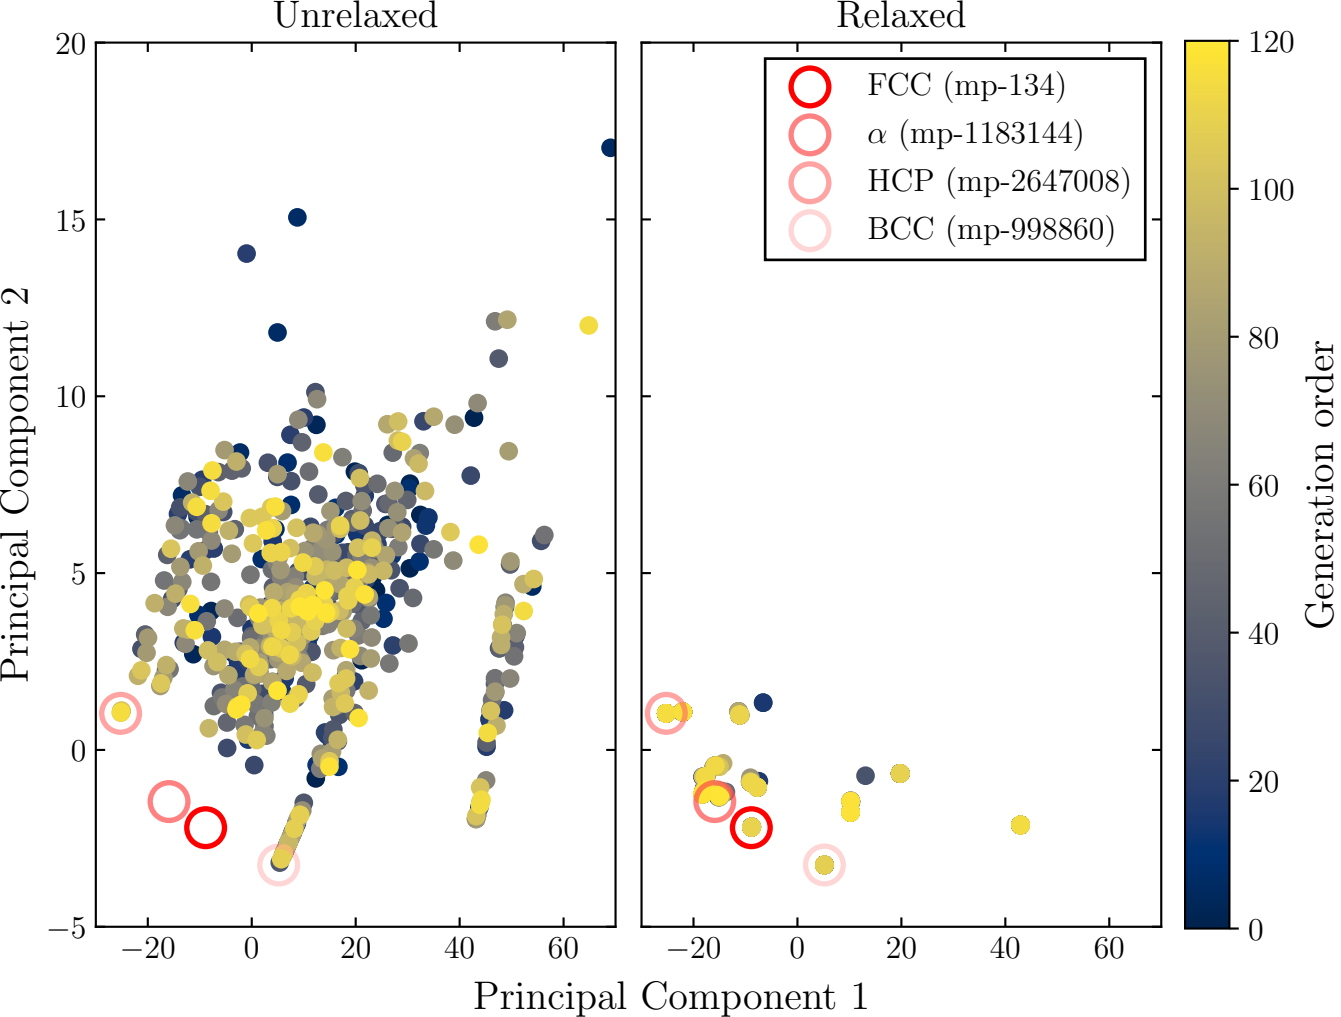 Unrelaxed
Relaxed
20
15
10
5
0
−5
−20 0 20 40 60
−20 0 20 40 60
Principal Component 1
Principal Component 2
FCC (mp-134)
α (mp-1183144)
HCP (mp-2647008)
BCC (mp-998860)
120
100
80
60
40
20
0
Generation order